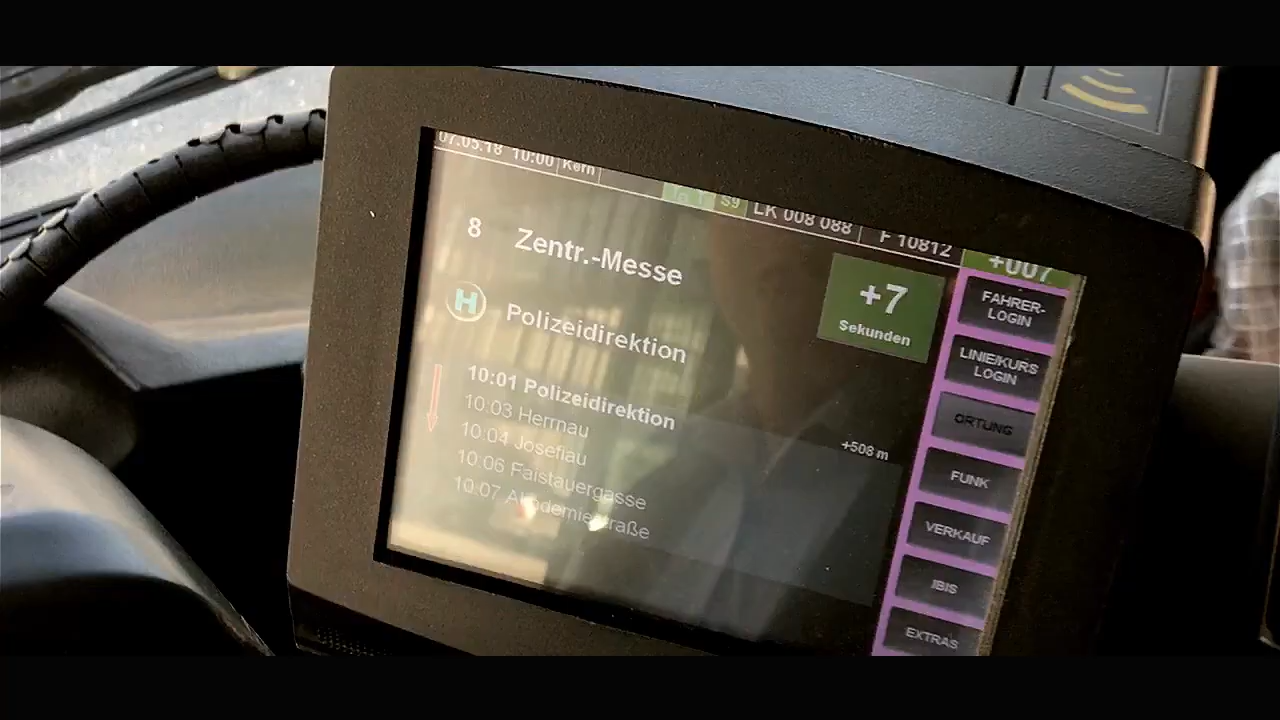 07.05.18 10:00 Kern S9 LK 008 088 F 10812 +007
8 Zentr.-Messe
H Polizeidirektion
+7
Sekunden
10:01 Polizeidirektion
10:03 Herrnau
10:04 Josefiau
10:06 Faistauergasse
10:07 Akademiestraße
+508 m
FAHRER-
LOGIN
LINIE/KURS
LOGIN
ORTUNG
FUNK
VERKAUF
IBIS
EXTRAS